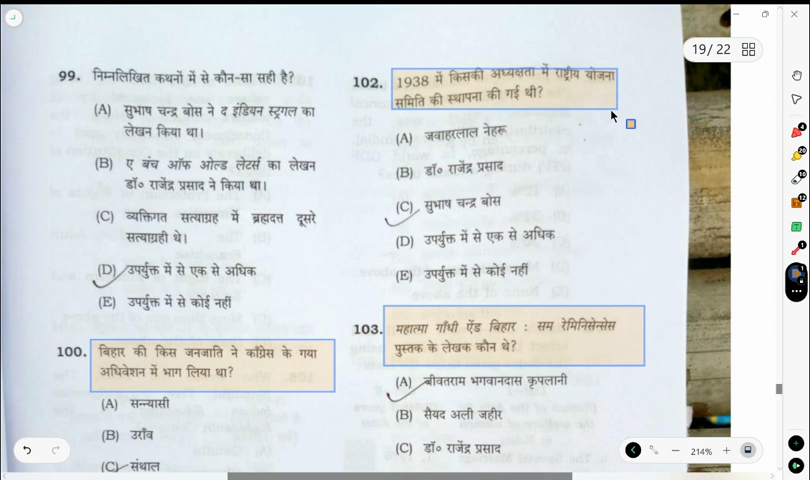 99. निम्नलिखित कथनों में से कौन-सा सही है?
(A) सुभाष चन्द्र बोस ने द इंडियन स्ट्रगल का
लेखन किया था।
(B) ए बंच ऑफ ओल्ड लेटर्स का लेखन
डॉ० राजेंद्र प्रसाद ने किया था।
(C) व्यक्तिगत सत्याग्रह में ब्रह्मदत्त दूसरे
सत्याग्रही थे।
(D) उपर्युक्त में से एक से अधिक
(E) उपर्युक्त में से कोई नहीं
100. बिहार की किस जनजाति ने काँग्रेस के गया
अधिवेशन में भाग लिया था?
(A) सन्न्यासी
(B) उराँव
(C) संथाल
102. 1938 में किसकी अध्यक्षता में राष्ट्रीय योजना
समिति की स्थापना की गई थी?
(A) जवाहरलाल नेहरू
(B) डॉ० राजेंद्र प्रसाद
(C) सुभाष चन्द्र बोस
(D) उपर्युक्त में से एक से अधिक
(E) उपर्युक्त में से कोई नहीं
103. महात्मा गाँधी ऐंड बिहार : सम रेमिनिसेन्सेस
पुस्तक के लेखक कौन थे?
(A) जीवतराम भगवानदास कृपलानी
(B) सैयद अली जहीर
(C) डॉ० राजेंद्र प्रसाद
19/22
214%